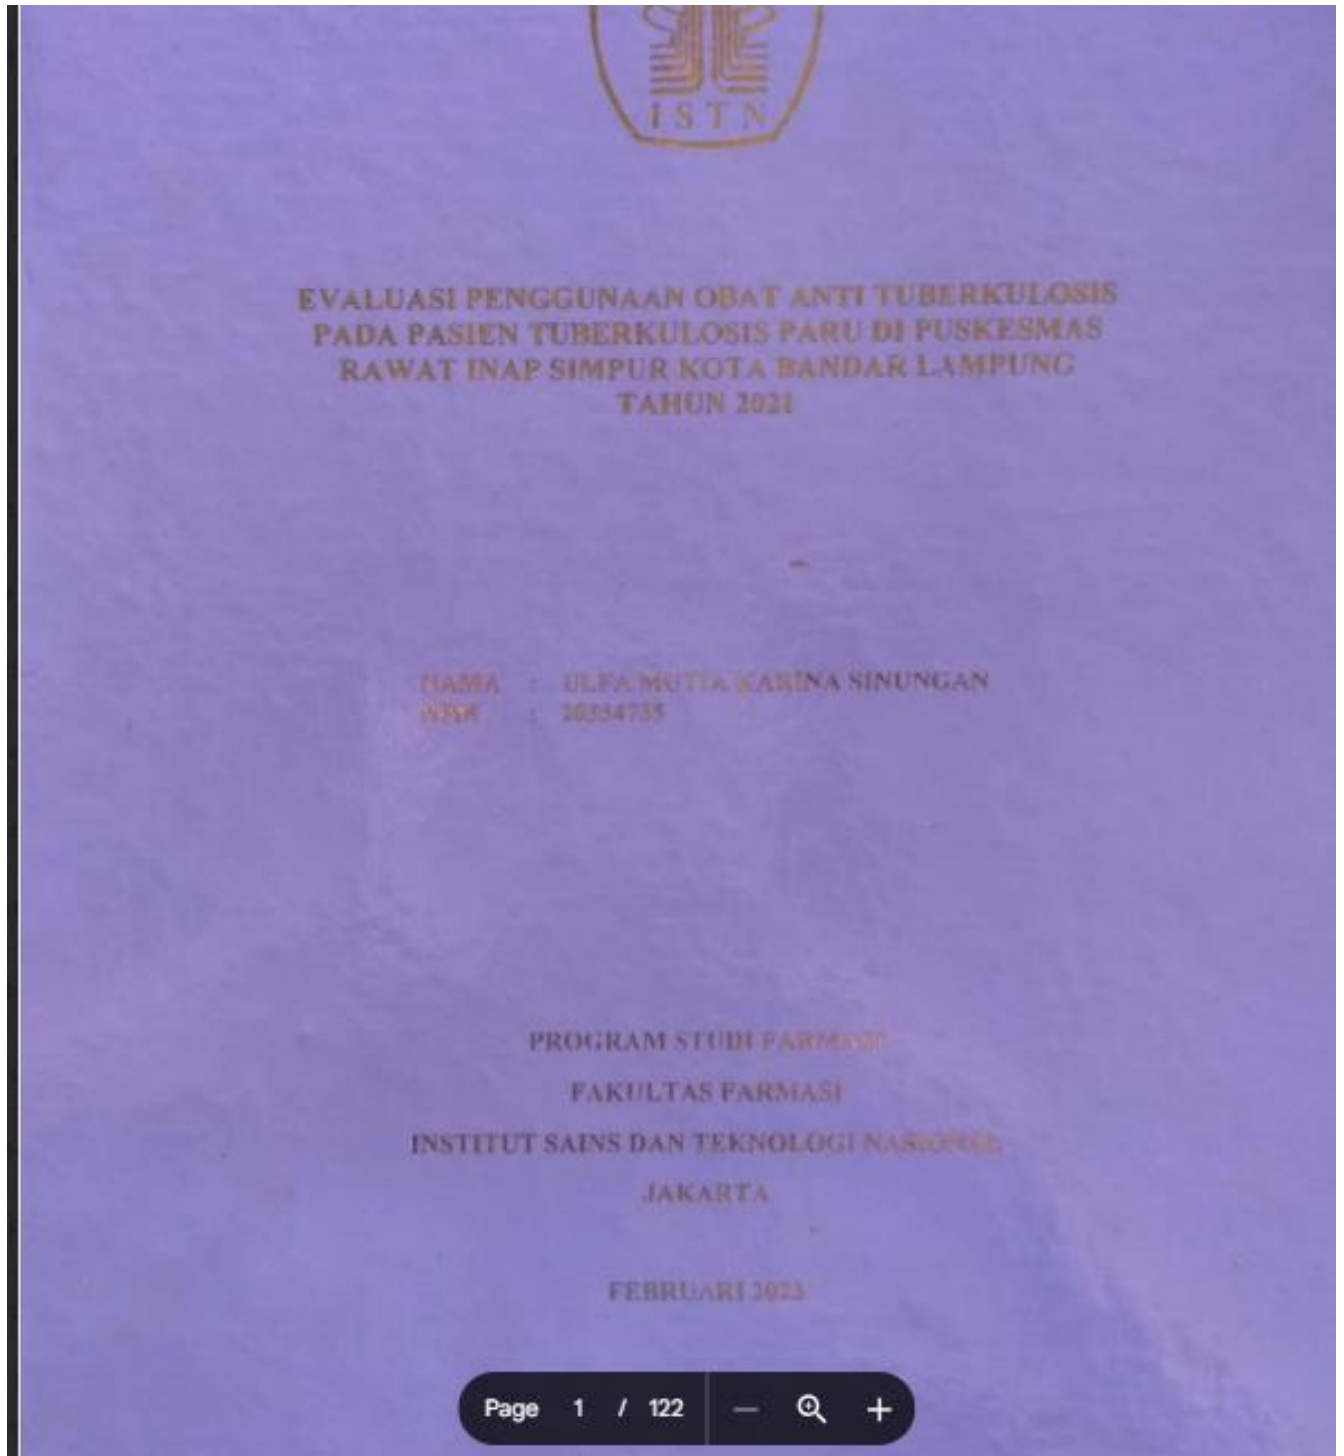 ISTN
EVALUASI PENGGUNAAN OBAT ANTI TUBERKULOSIS
PADA PASIEN TUBERKULOSIS PARU DI PUSKESMAS
RAWAT INAP SIMPUR KOTA BANDAR LAMPUNG
TAHUN 2021
NAMA : ULFA MUTIA KARINA SINUNGAN
PROGRAM STUDI FARMASI
FAKULTAS FARMASI
INSTITUT SAINS DAN TEKNOLOGI NASIONAL
JAKARTA
FEBRUARI
Page 1 / 122